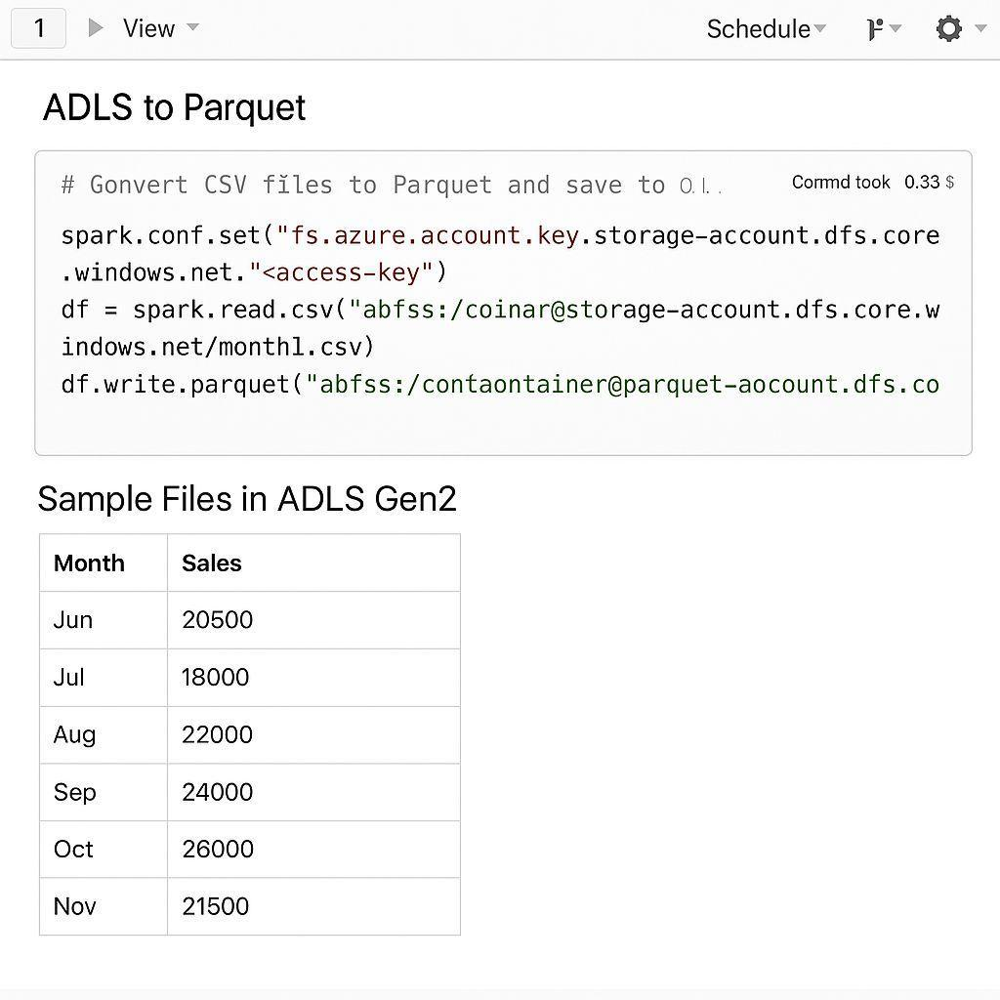 1 View Schedule
ADLS to Parquet
# Gonvert CSV files to Parquet and save to 0.l..
Cormd took 0.33 $
spark.conf.set("fs.azure.account.key.storage-account.dfs.core
.windows.net."<access-key")
df = spark.read.csv("abfss:/coinar@storage-account.dfs.core.w
indows.net/monthl.csv)
df.write.parquet("abfss:/contaontainer@parquet-aocount.dfs.co
Sample Files in ADLS Gen2
Month Sales
Jun 20500
Jul 18000
Aug 22000
Sep 24000
Oct 26000
Nov 21500